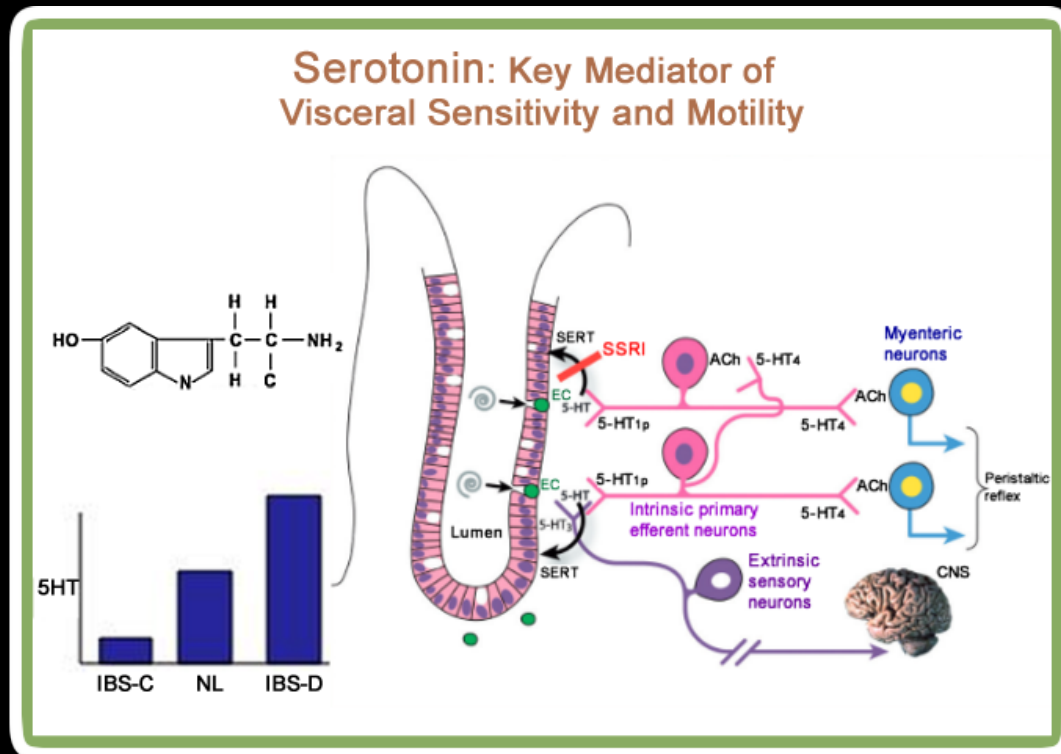 Serotonin: Key Mediator of
Visceral Sensitivity and Motility
H H
HO
C
C
NH2
N
H C
5HT
IBS-C NL IBS-D
SERT
SSRI
EC
5-HT
5-HT1p
ACh
5-HT4
5-HT4
ACh
Myenteric
neurons
EC
5-HT
5-HT1p
5-HT3
SERT
Lumen
Intrinsic primary
efferent neurons
5-HT4
ACh
Peristaltic
reflex
Extrinsic
sensory
neurons
CNS